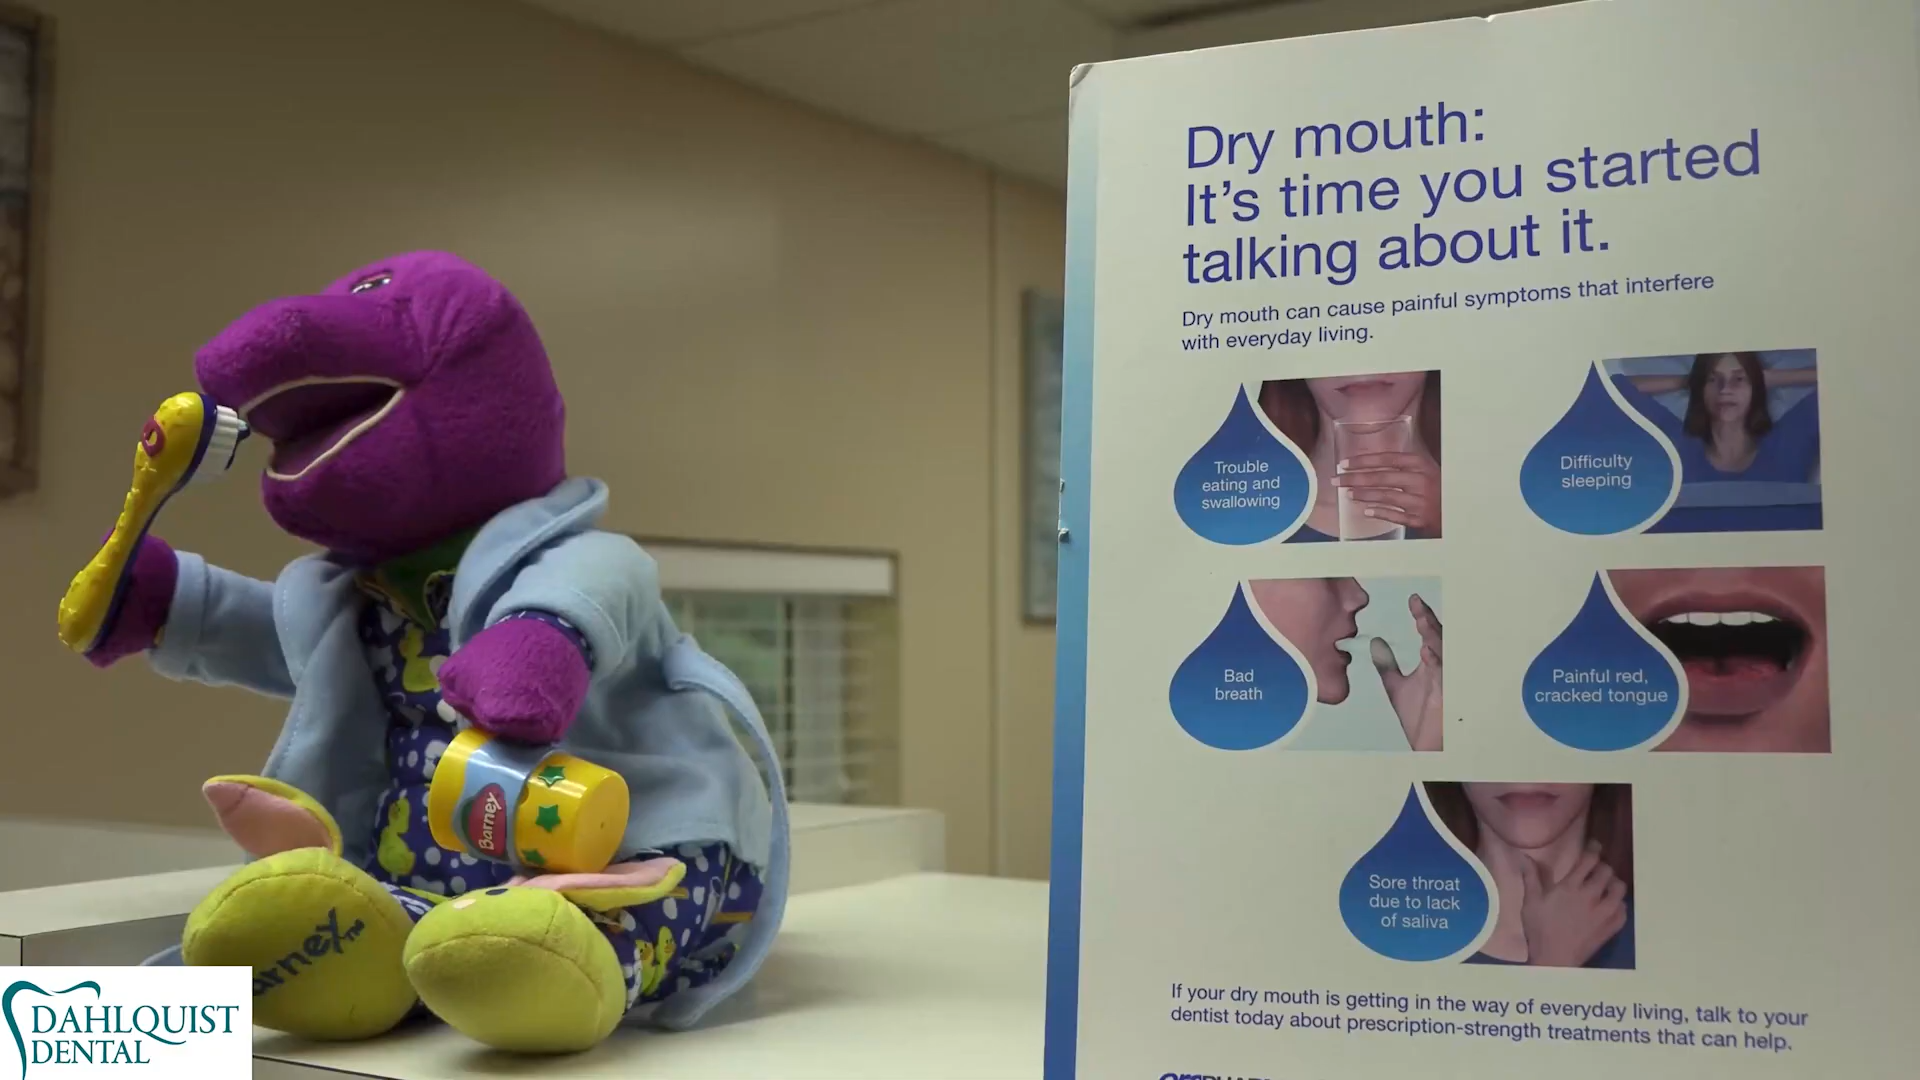 Dry mouth:
It's time you started
talking about it.
Dry mouth can cause painful symptoms that interfere
with everyday living.
Trouble
eating and
swallowing
Difficulty
sleeping
Bad
breath
Painful red,
cracked tongue
Sore throat
due to lack
of saliva
If your dry mouth is getting in the way of everyday living, talk to your
dentist today about prescription-strength treatments that can help.
Barney
arney™
DAHLQUIST
DENTAL